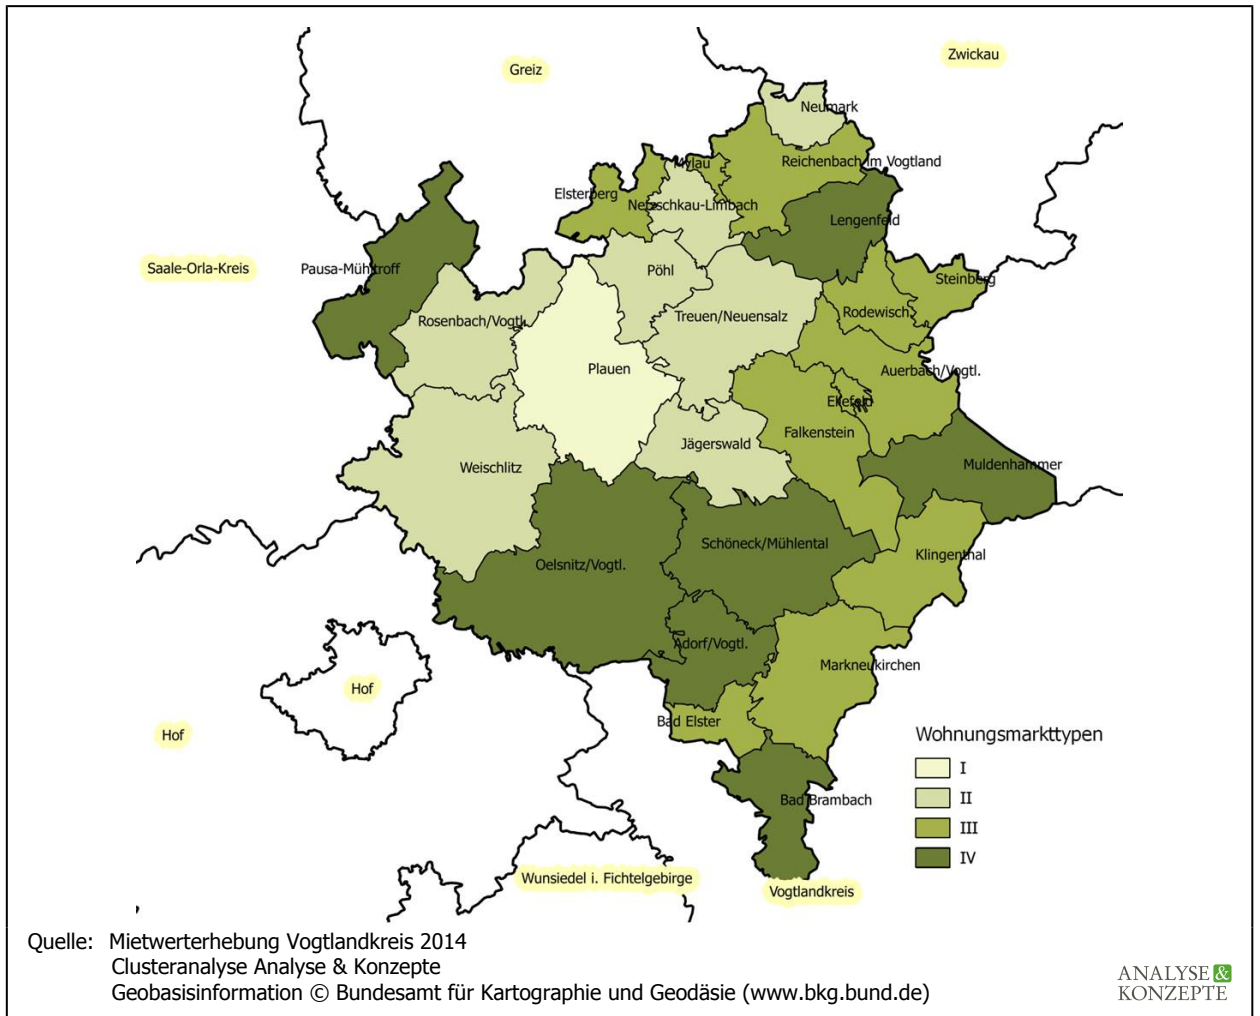 Zwickau
Greiz
Neumark
Mylau
Reichenbach im Vogtland
Elsterberg
Netzschkau-Limbach
Lengenfeld
Saale-Orla-Kreis
Pausa-Mühltroff
Pöhl
Steinberg
Rodewisch
Rosenbach/Vogtl.
Treuen/Neuensalz
Plauen
Auerbach/Vogtl.
Ellefeld
Falkenstein
Jägerswald
Weischlitz
Muldenhammer
Schöneck/Mühlental
Klingenthal
Oelsnitz/Vogtl.
Adorf/Vogtl.
Markneukirchen
Hof
Bad Elster
Hof
Wohnungsmarkttypen
I
II
III
IV
Bad Brambach
Wunsiedel i. Fichtelgebirge
Vogtlandkreis
Quelle: Mietwerterhebung Vogtlandkreis 2014
Clusteranalyse Analyse & Konzepte
Geobasisinformation © Bundesamt für Kartographie und Geodäsie (www.bkg.bund.de)
ANALYSE &
KONZEPTE